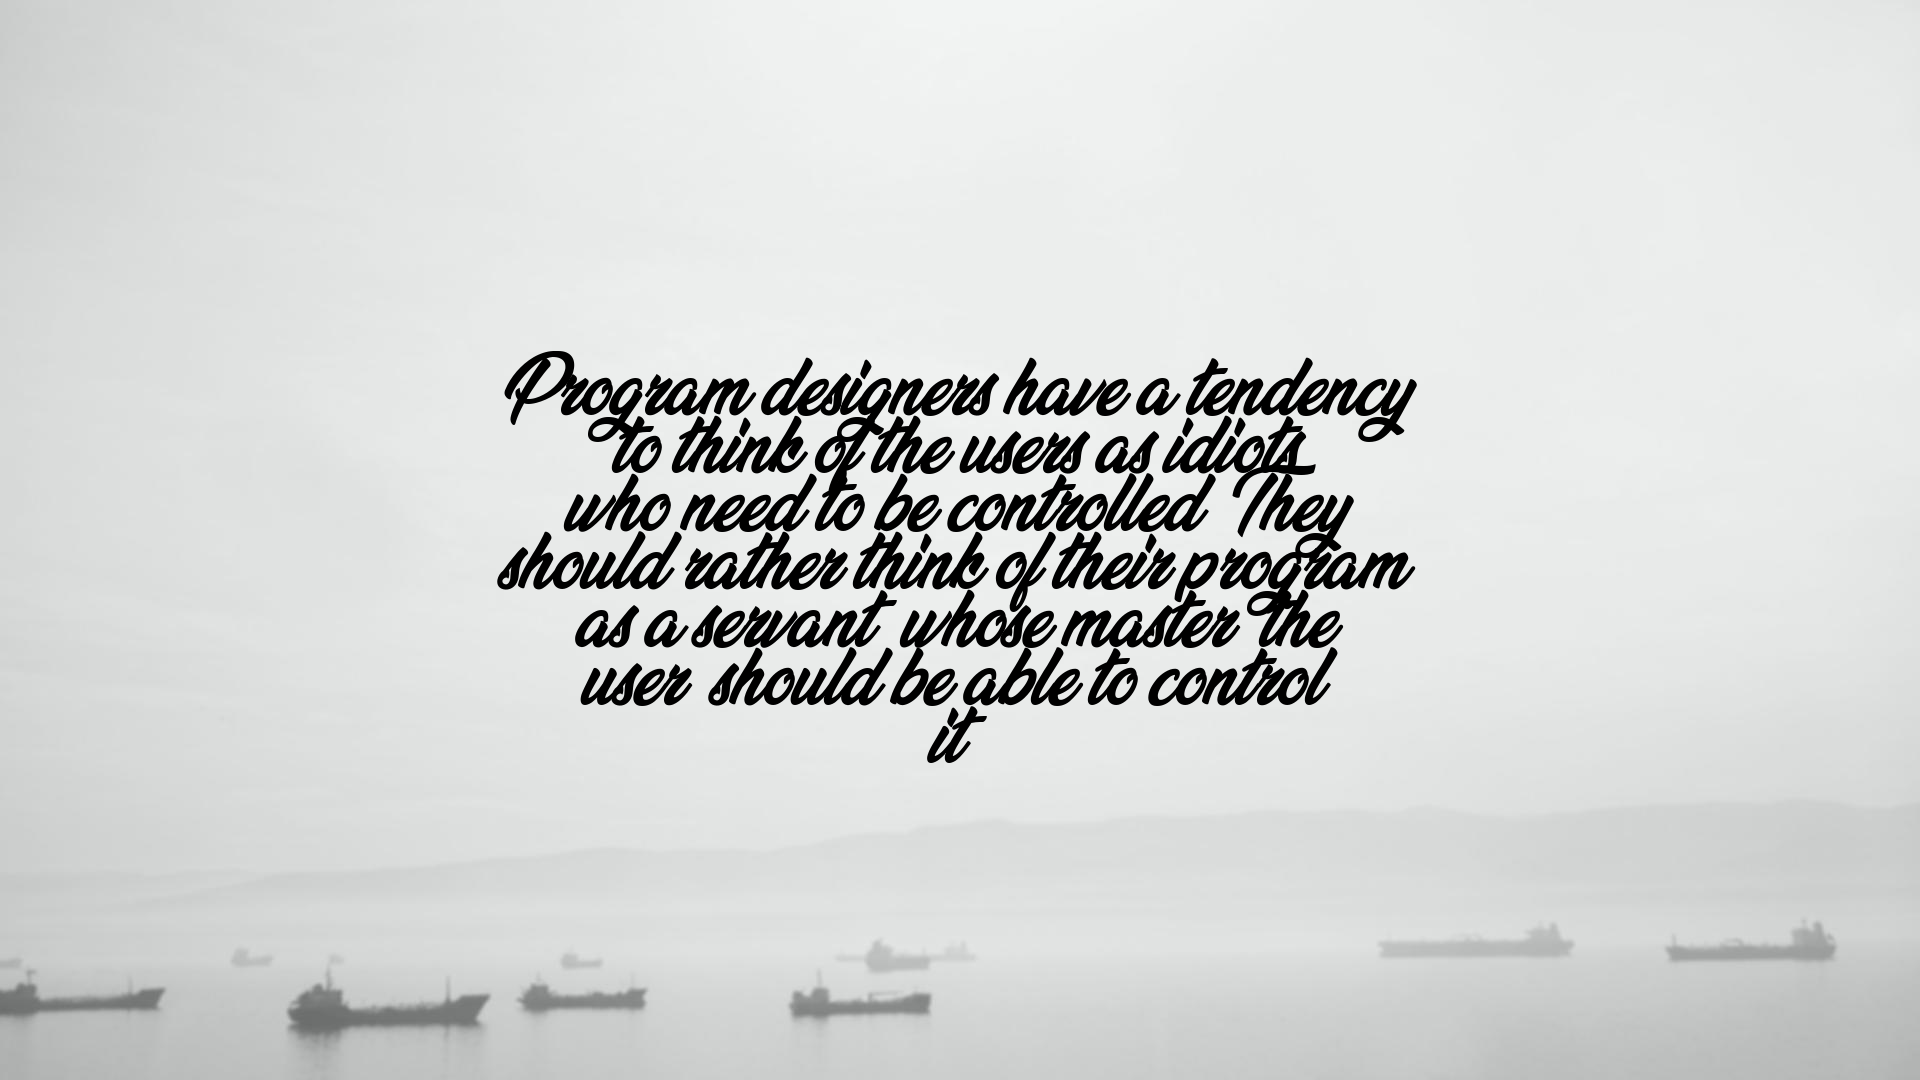 Program designers have a tendency
to think of the users as idiots
who need to be controlled They
should rather think of their program
as a servant whose master the
user should be able to control
it